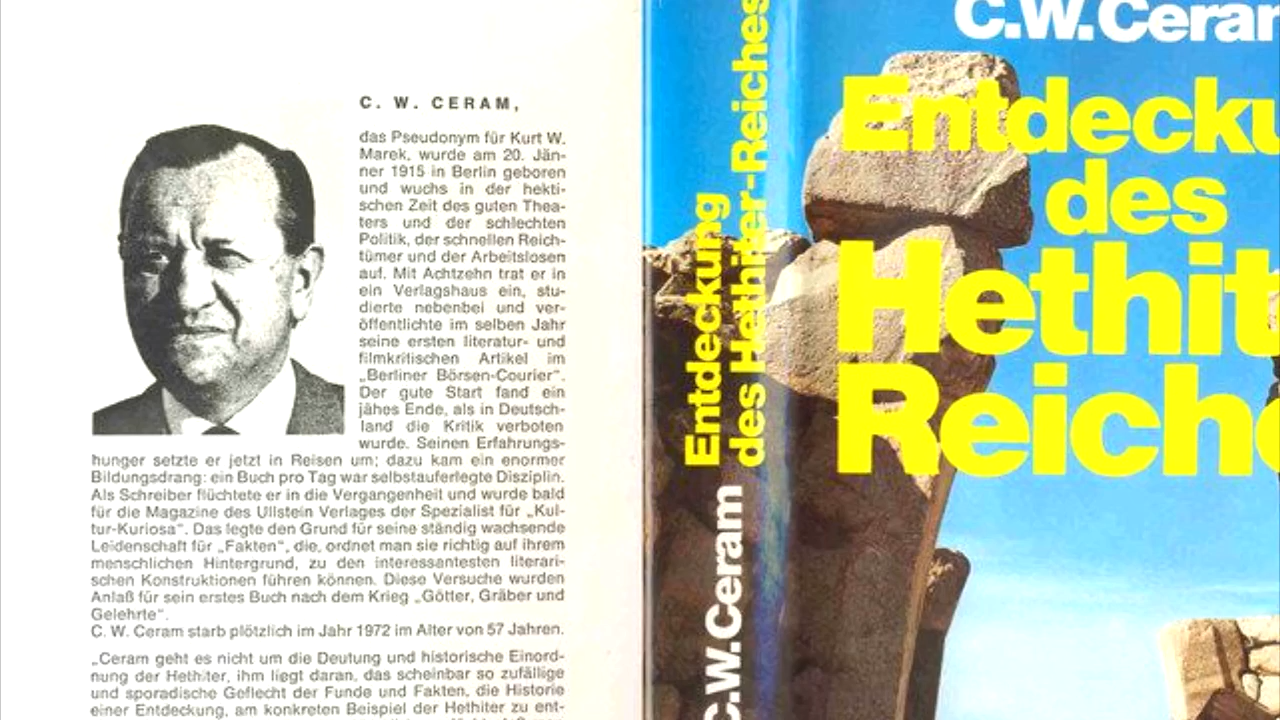 C. W. CERAM,
das Pseudonym für Kurt W.
Marek, wurde am 20. Jän-
ner 1915 in Berlin geboren
und wuchs in der hekti-
schen Zeit des guten Thea-
ters und der schlechten
Politik, der schnellen Reich-
tümer und der Arbeitslosen
auf. Mit Achtzehn trat er in
ein Verlagshaus ein, stu-
dierte nebenbei und ver-
öffentlichte im selben Jahr
seine ersten literatur- und
filmkritischen Artikel im
„Berliner Börsen-Courier“.
Der gute Start fand ein
jähes Ende, als in Deutsch-
land die Kritik verboten
wurde. Seinen Erfahrungs-
hunger setzte er jetzt in Reisen um; dazu kam ein enormer
Bildungsdrang: ein Buch pro Tag war selbstauferlegte Disziplin.
Als Schreiber flüchtete er in die Vergangenheit und wurde bald
für die Magazine des Ullstein Verlages der Spezialist für „Kul-
tur-Kuriosa“. Das legte den Grund für seine ständig wachsende
Leidenschaft für „Fakten“, die, ordnet man sie richtig auf ihrem
menschlichen Hintergrund, zu den interessantesten literari-
schen Konstruktionen führen können. Diese Versuche wurden
Anlaß für sein erstes Buch nach dem Krieg „Götter, Gräber und
Gelehrte“.
C. W. Ceram starb plötzlich im Jahr 1972 im Alter von 57 Jahren.
„Ceram geht es nicht um die Deutung und historische Einord-
nung der Hethiter, ihm liegt daran, das scheinbar so zufällige
und sporadische Geflecht der Funde und Fakten, die Historie
einer Entdeckung, am konkreten Beispiel der Hethiter zu ent-
C.W.Ceram
Entdeckung
des Hethiter-Reiches
C.W.Ceram
Entdecku
des
Hethit
Reiche